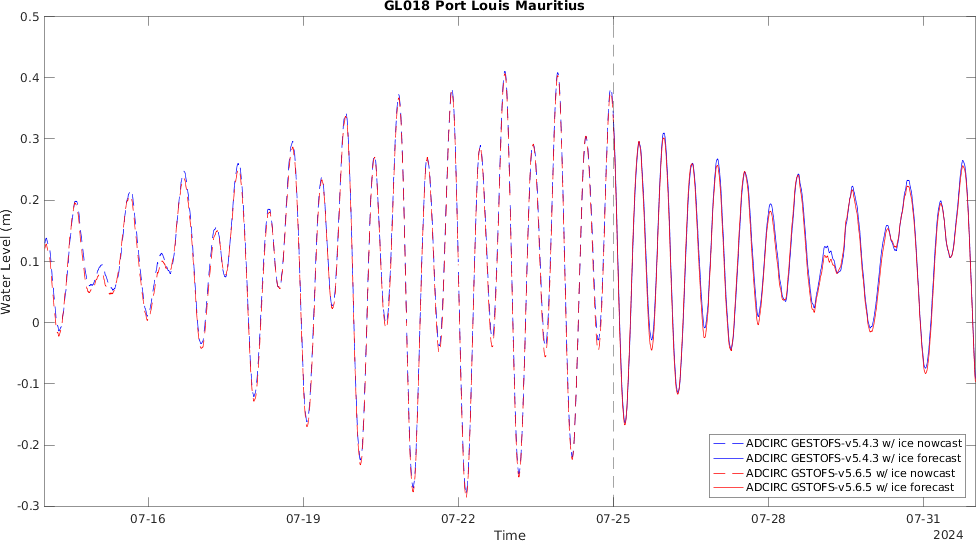 GL018 Port Louis Mauritius
0.5
0.4
0.3
0.2
0.1
0
-0.1
-0.2
-0.3
Water Level (m)
ADCIRC GESTOFS-v5.4.3 w/ ice nowcast
ADCIRC GESTOFS-v5.4.3 w/ ice forecast
ADCIRC GSTOFS-v5.6.5 w/ ice nowcast
ADCIRC GSTOFS-v5.6.5 w/ ice forecast
07-16
07-19
07-22
07-25
07-28
07-31
Time
2024